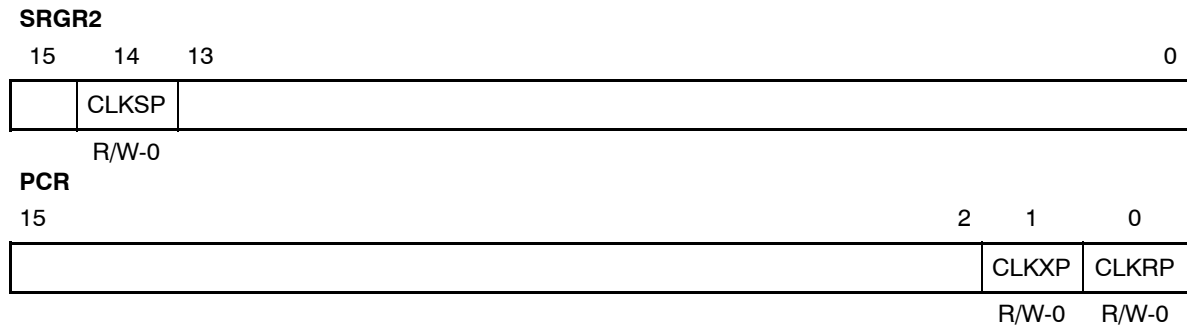 SRGR2
15 14 13 0
CLKSP
R/W-0
PCR
15 2 1 0
CLKXP CLKRP
R/W-0 R/W-0